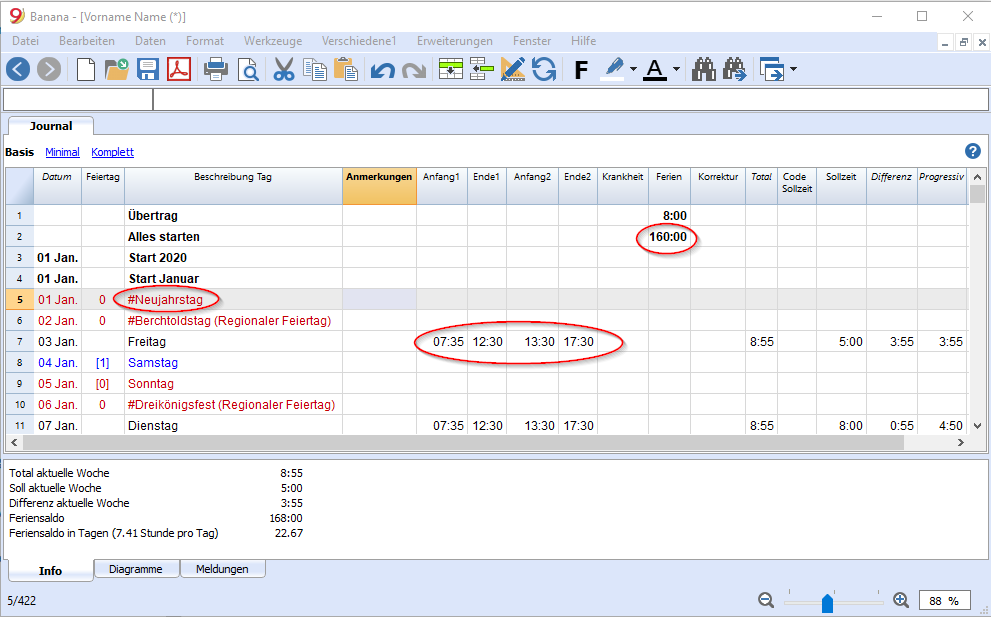 Banana - [Vorname Name (*)]
Datei Bearbeiten Daten Format Werkzeuge Verschiedene1 Erweiterungen Fenster Hilfe
F A
Journal
Basis Minimal Komplett ?
Datum Feiertag Beschreibung Tag Anmerkungen Anfang1 Ende1 Anfang2 Ende2 Krankheit Ferien Korrektur Total Code Sollzeit Sollzeit Differenz Progressiv
1 Übertrag 8:00
2 Alles starten 160:00
3 01 Jan. Start 2020
4 01 Jan. Start Januar
5 01 Jan. 0 #Neujahrstag
6 02 Jan. 0 #Berchtoldstag (Regionaler Feiertag)
7 03 Jan. Freitag 07:35 12:30 13:30 17:30 8:55 5:00 3:55 3:55
8 04 Jan. [1] Samstag
9 05 Jan. [0] Sonntag
10 06 Jan. 0 #Dreikönigsfest (Regionaler Feiertag)
11 07 Jan. Dienstag 07:35 12:30 13:30 17:30 8:55 8:00 0:55 4:50
Total aktuelle Woche 8:55
Soll aktuelle Woche 5:00
Differenz aktuelle Woche 3:55
Feriensaldo 168:00
Feriensaldo in Tagen (7.41 Stunde pro Tag) 22.67
Info Diagramme Meldungen
5/422 88 %